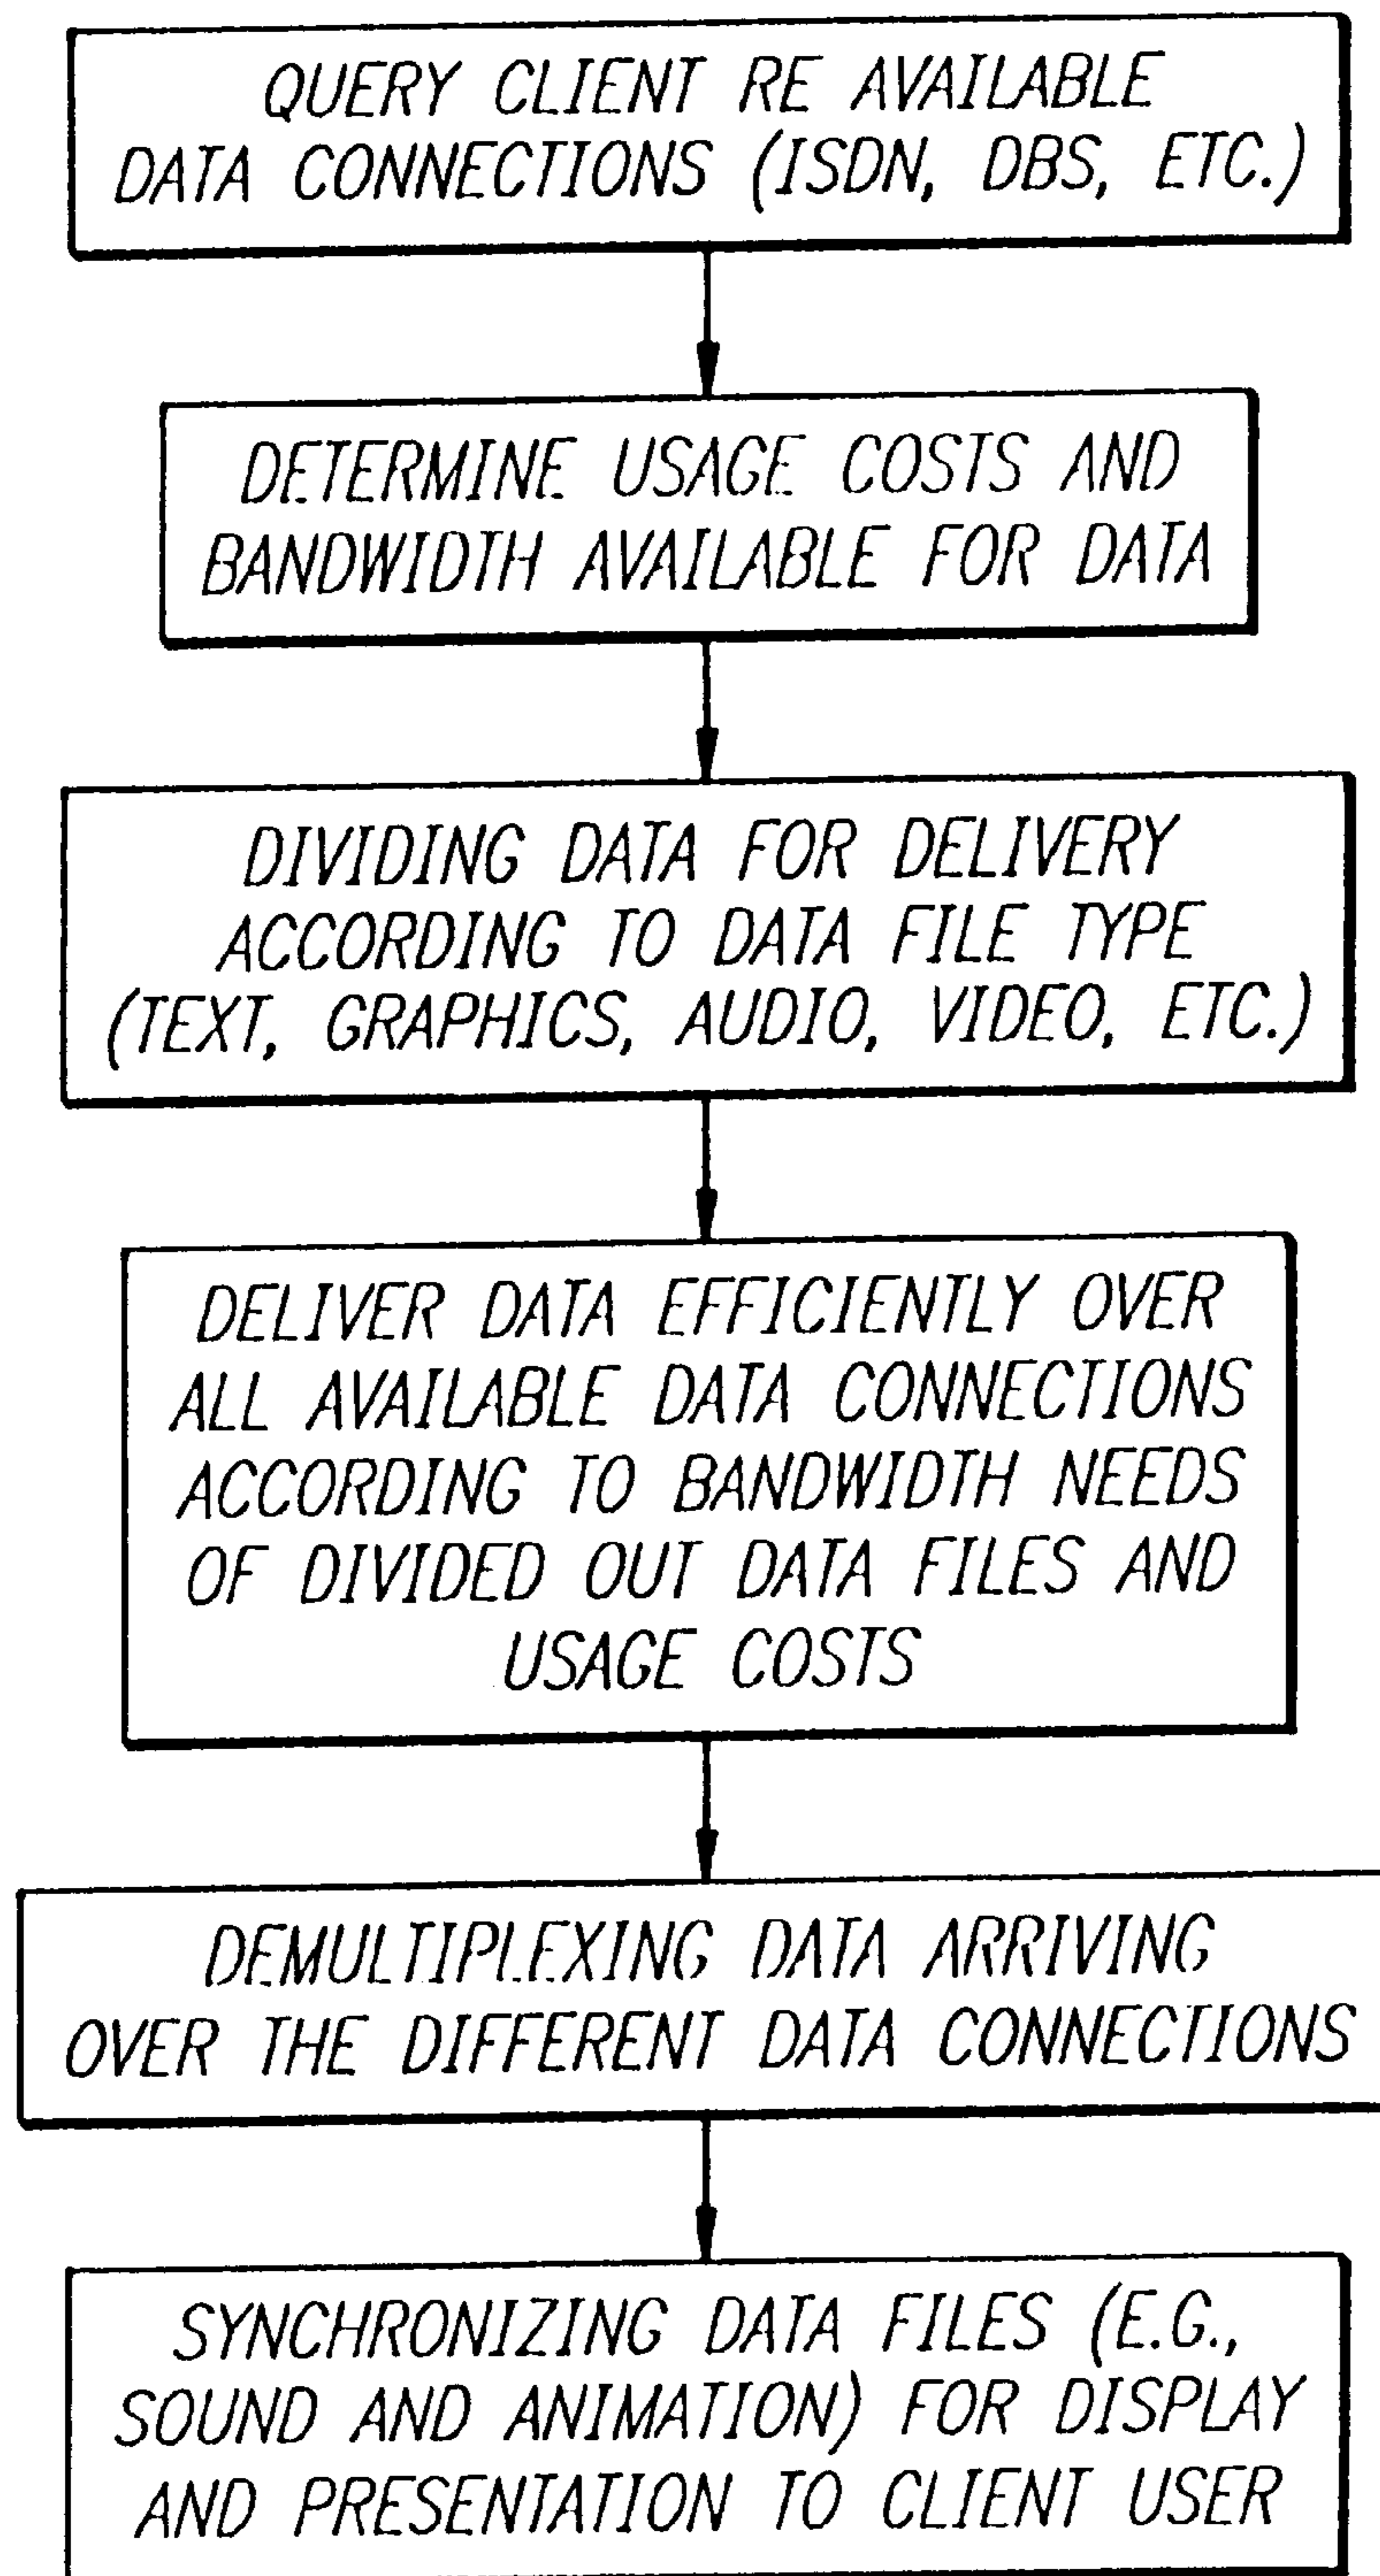 QUERY CLIENT RE AVAILABLE
DATA CONNECTIONS (ISDN, DBS, ETC.)
DETERMINE USAGE COSTS AND
BANDWIDTH AVAILABLE FOR DATA
DIVIDING DATA FOR DELIVERY
ACCORDING TO DATA FILE TYPE
(TEXT, GRAPHICS, AUDIO, VIDEO, ETC.)
DELIVER DATA EFFICIENTLY OVER
ALL AVAILABLE DATA CONNECTIONS
ACCORDING TO BANDWIDTH NEEDS
OF DIVIDED OUT DATA FILES AND
USAGE COSTS
DEMULTIPLEXING DATA ARRIVING
OVER THE DIFFERENT DATA CONNECTIONS
SYNCHRONIZING DATA FILES (E.G.,
SOUND AND ANIMATION) FOR DISPLAY
AND PRESENTATION TO CLIENT USER